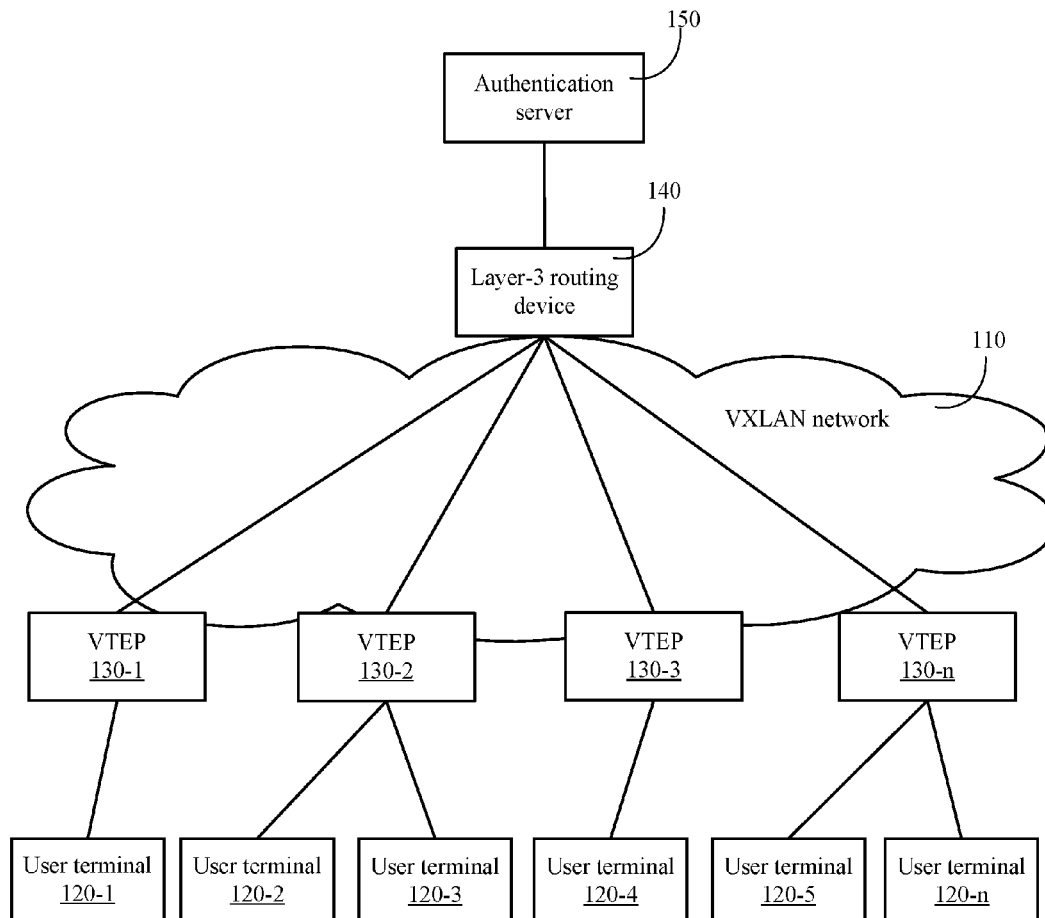 150
Authentication
server
140
Layer-3 routing
device
110
VXLAN network
VTEP
130-1
VTEP
130-2
VTEP
130-3
VTEP
130-n
User terminal
120-1
User terminal
120-2
User terminal
120-3
User terminal
120-4
User terminal
120-5
User terminal
120-n